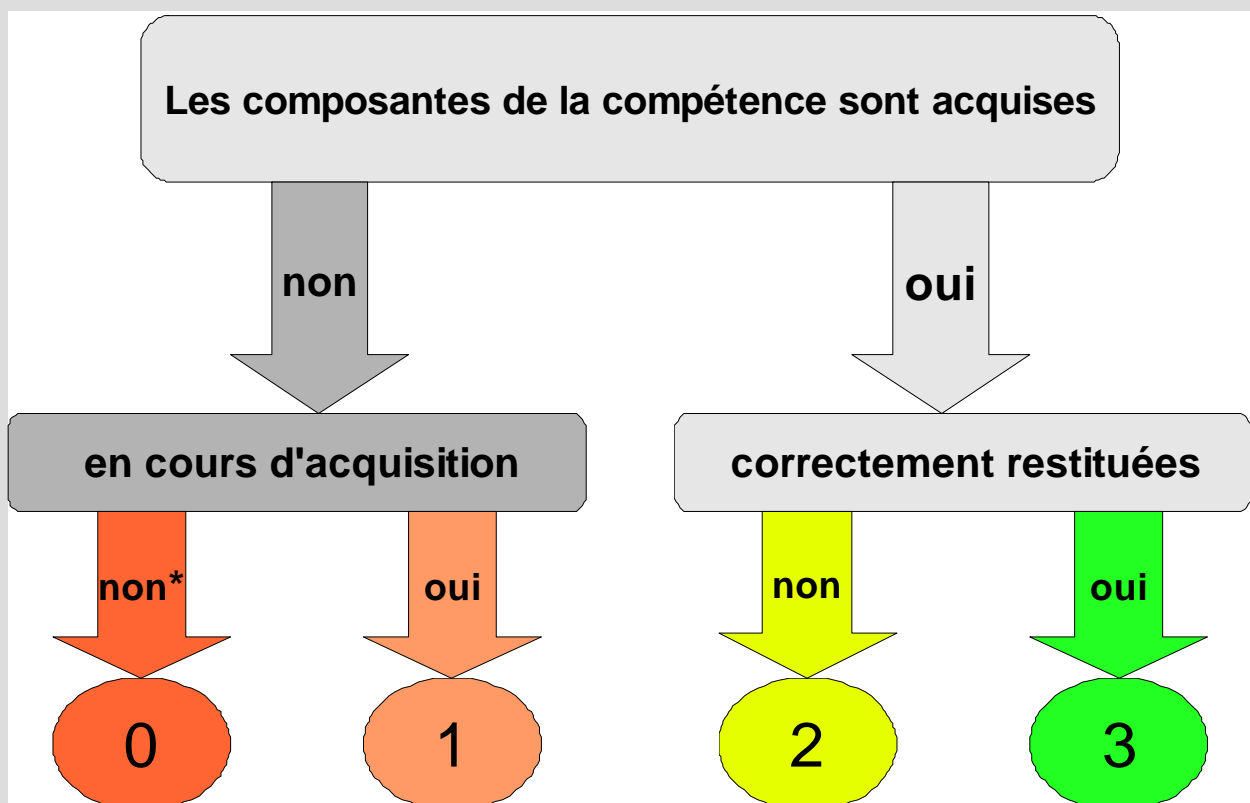 Les composantes de la compétence sont acquises
non
oui
en cours d'acquisition
correctement restituées
non*
oui
non
oui
0
1
2
3